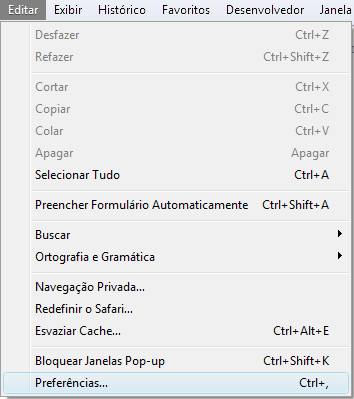 Editar Exibir Histórico Favoritos Desenvolvedor Janela
Desfazer Ctrl+Z
Refazer Ctrl+Shift+Z
Cortar Ctrl+X
Copiar Ctrl+C
Colar Ctrl+V
Apagar Apagar
Selecionar Tudo Ctrl+A
Preencher Formulário Automaticamente Ctrl+Shift+A
Buscar
Ortografia e Gramática
Navegação Privada...
Redefinir o Safari...
Esvaziar Cache... Ctrl+Alt+E
Bloquear Janelas Pop-up Ctrl+Shift+K
Preferências... Ctrl+,